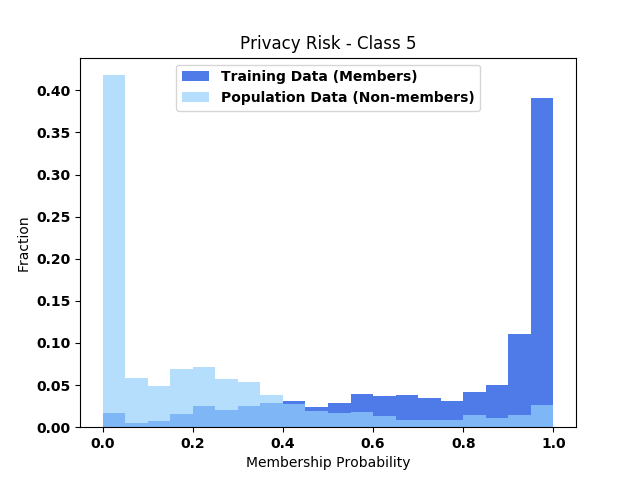 Privacy Risk - Class 5
Training Data (Members)
Population Data (Non-members)
Fraction
0.40
0.35
0.30
0.25
0.20
0.15
0.10
0.05
0.00
0.0 0.2 0.4 0.6 0.8 1.0
Membership Probability